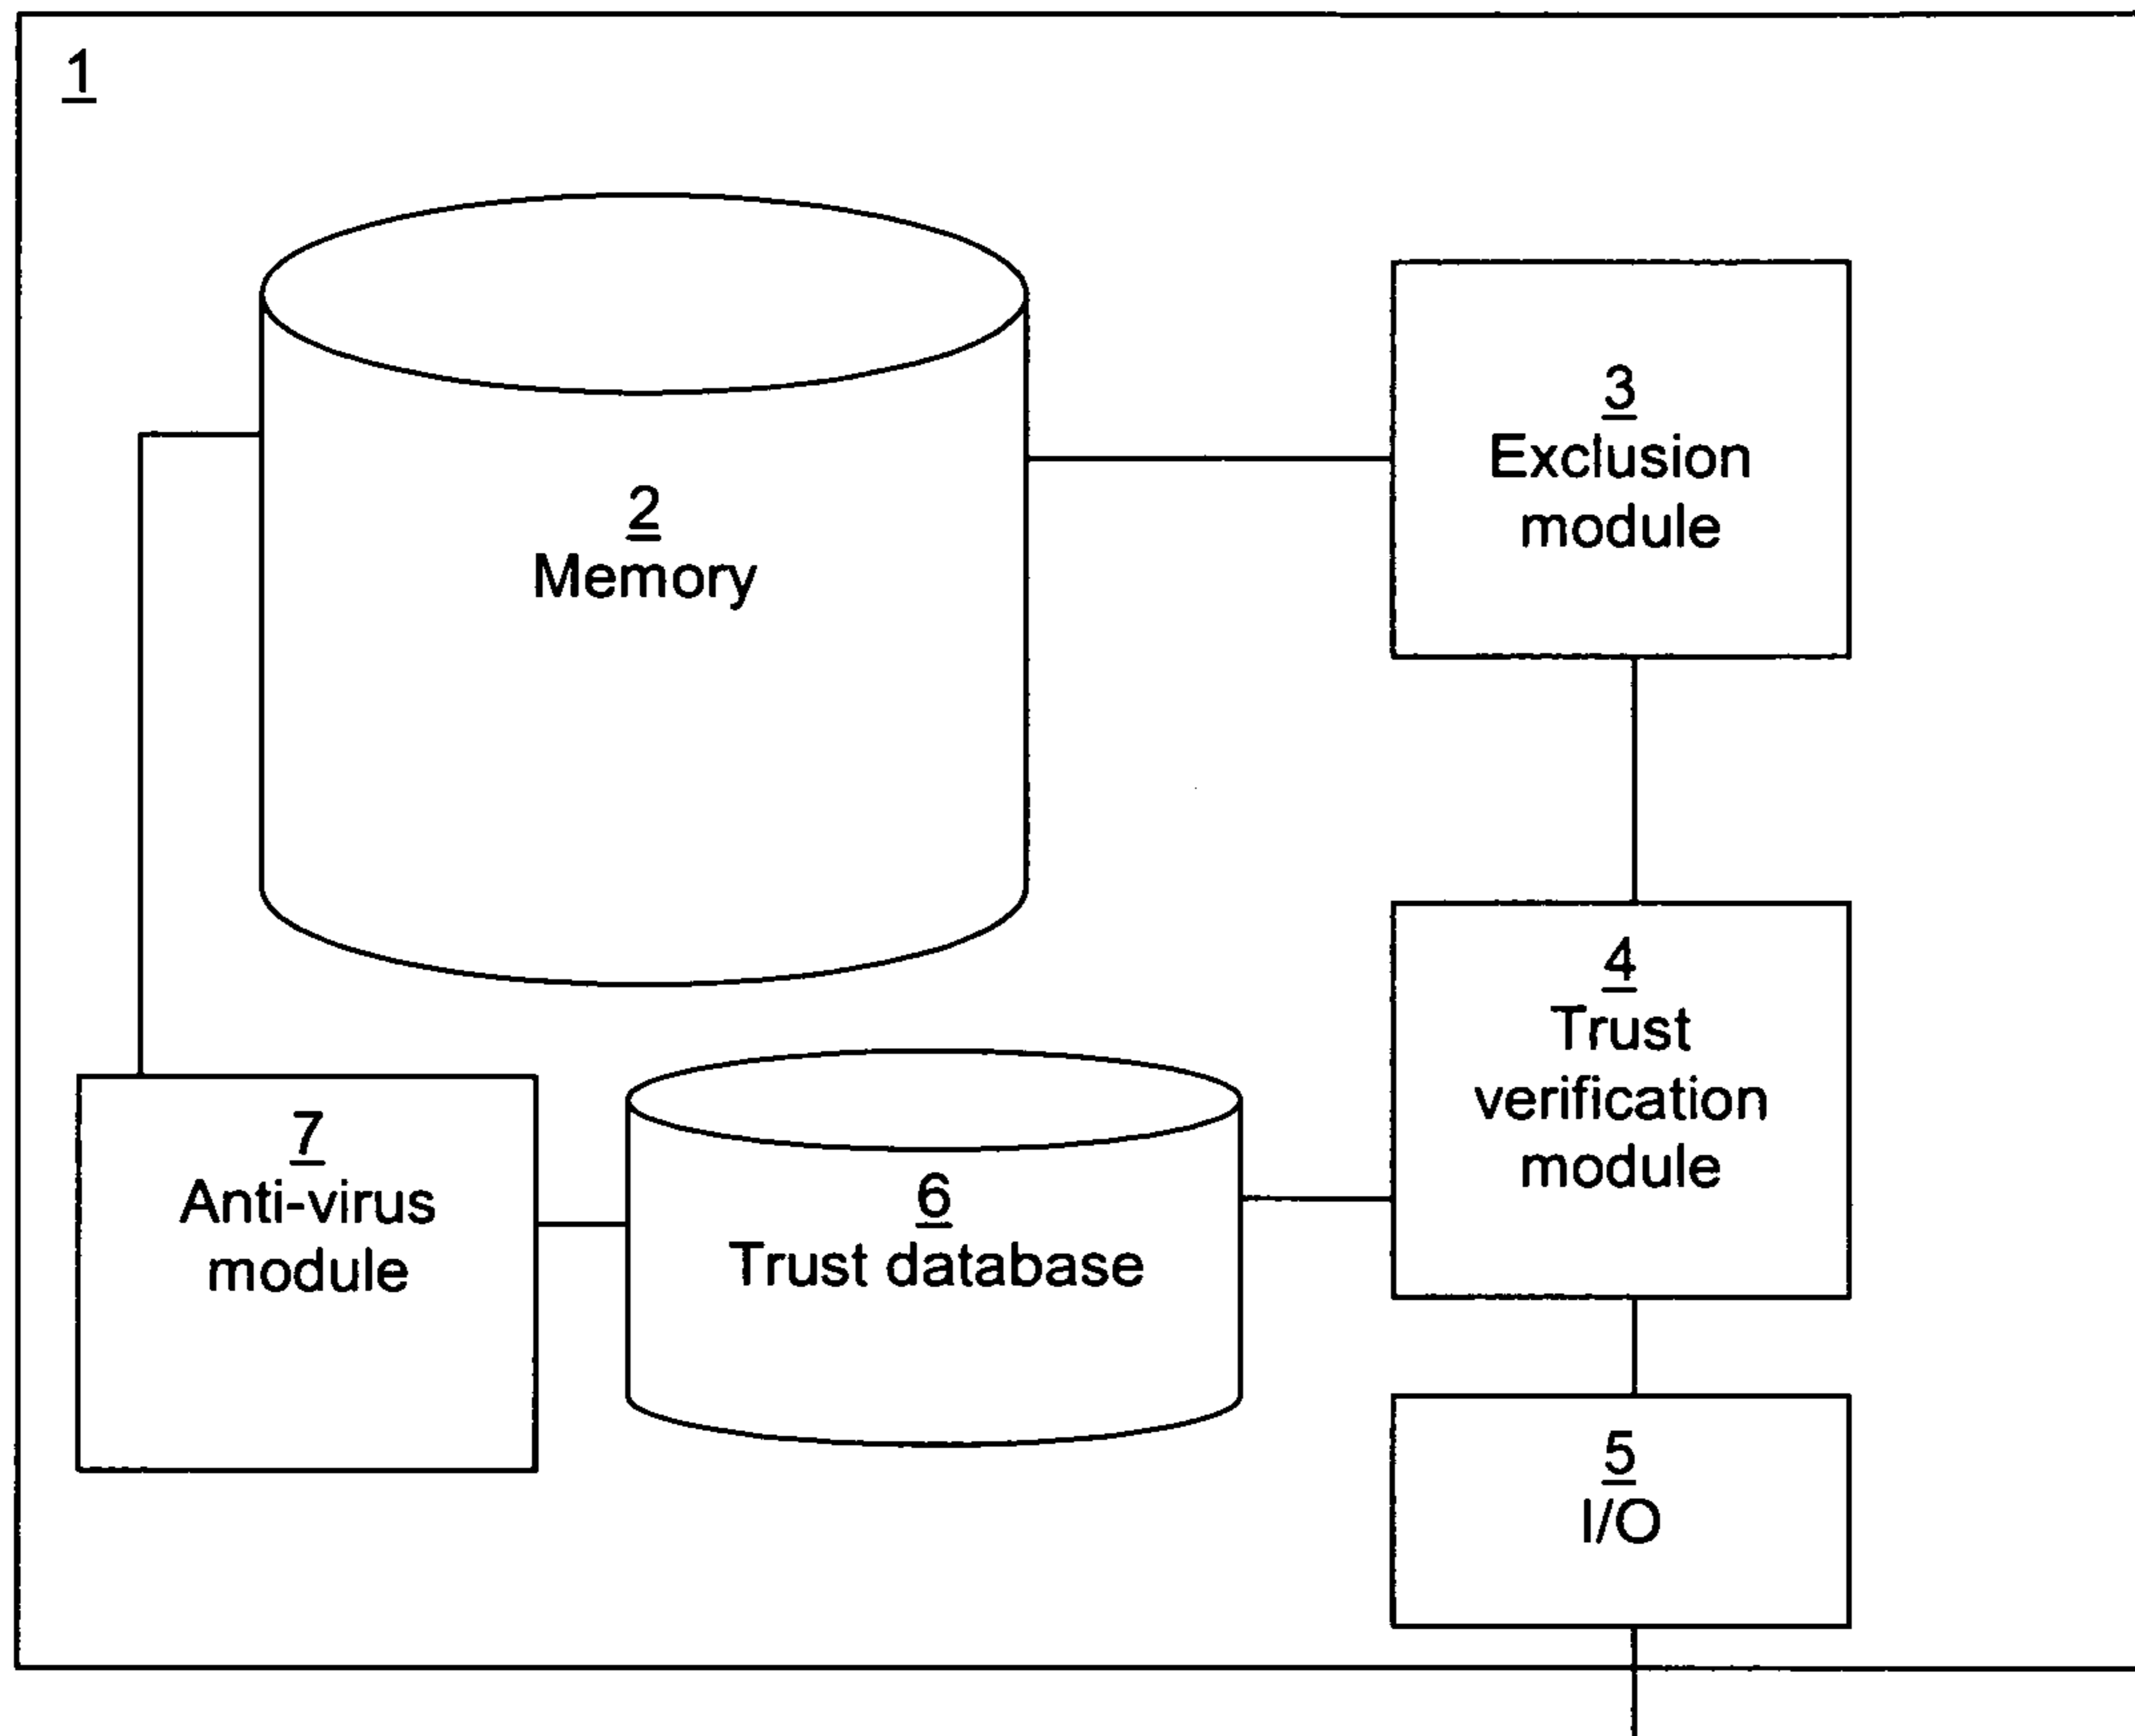 1
2
Memory
3
Exclusion
module
4
Trust
verification
module
7
Anti-virus
module
6
Trust database
5
I/O